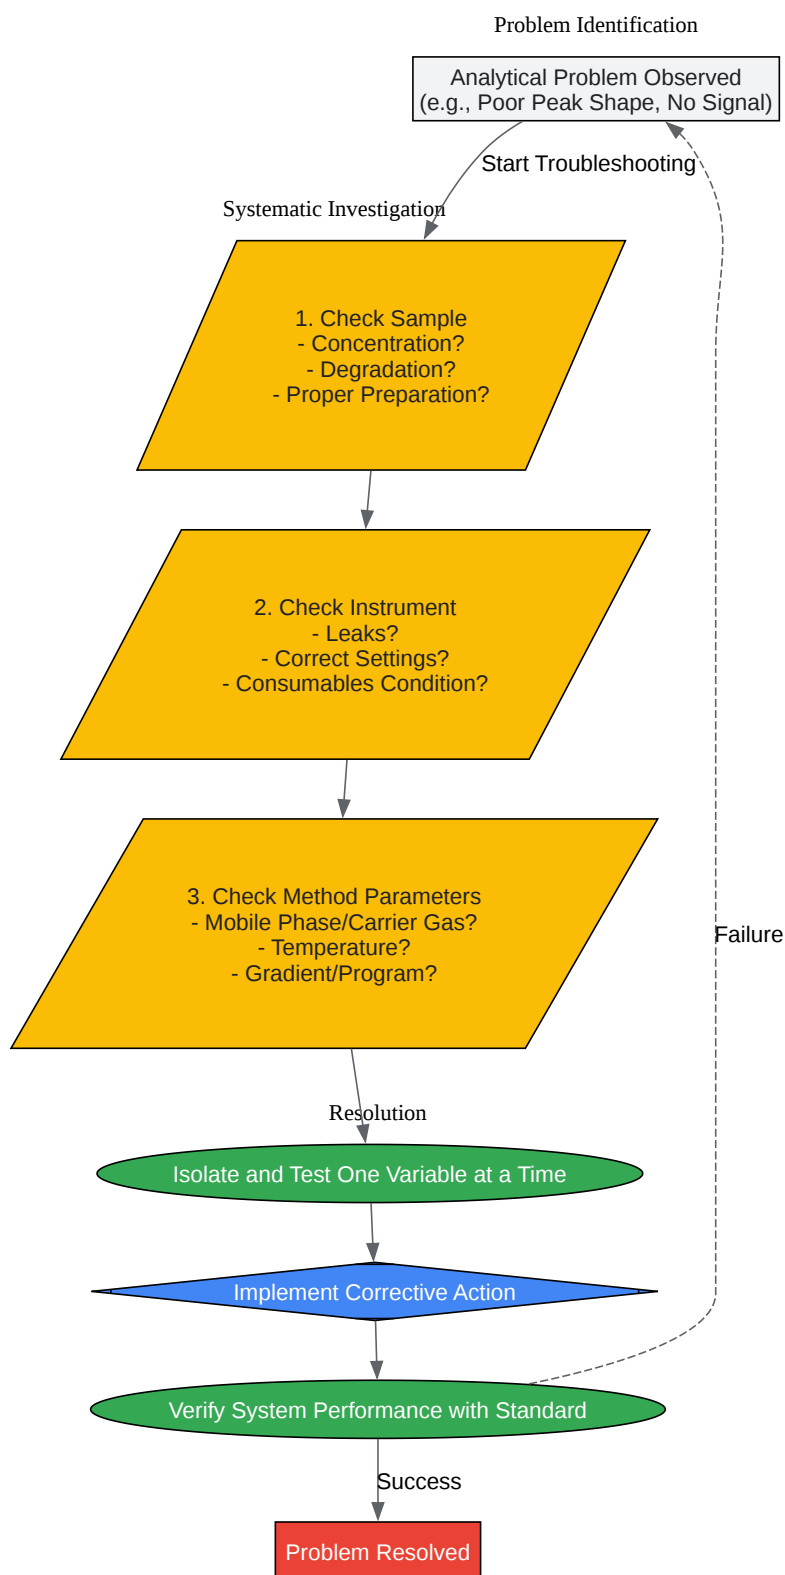 Problem Identification
Analytical Problem Observed
(e.g., Poor Peak Shape, No Signal)
Start Troubleshooting
Systematic Investigation
1. Check Sample
- Concentration?
- Degradation?
- Proper Preparation?
2. Check Instrument
- Leaks?
- Correct Settings?
- Consumables Condition?
3. Check Method Parameters
- Mobile Phase/Carrier Gas?
- Temperature?
- Gradient/Program?
Failure
Resolution
Isolate and Test One Variable at a Time
Implement Corrective Action
Verify System Performance with Standard
Success
Problem Resolved